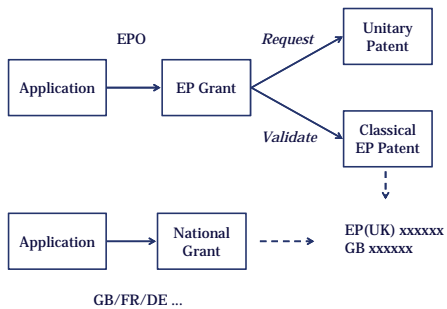 EPO
Application
EP Grant
Request
Unitary
Patent
Validate
Classical
EP Patent
Application
National
Grant
EP(UK) xxxxxx
GB xxxxxx
GB/FR/DE ...